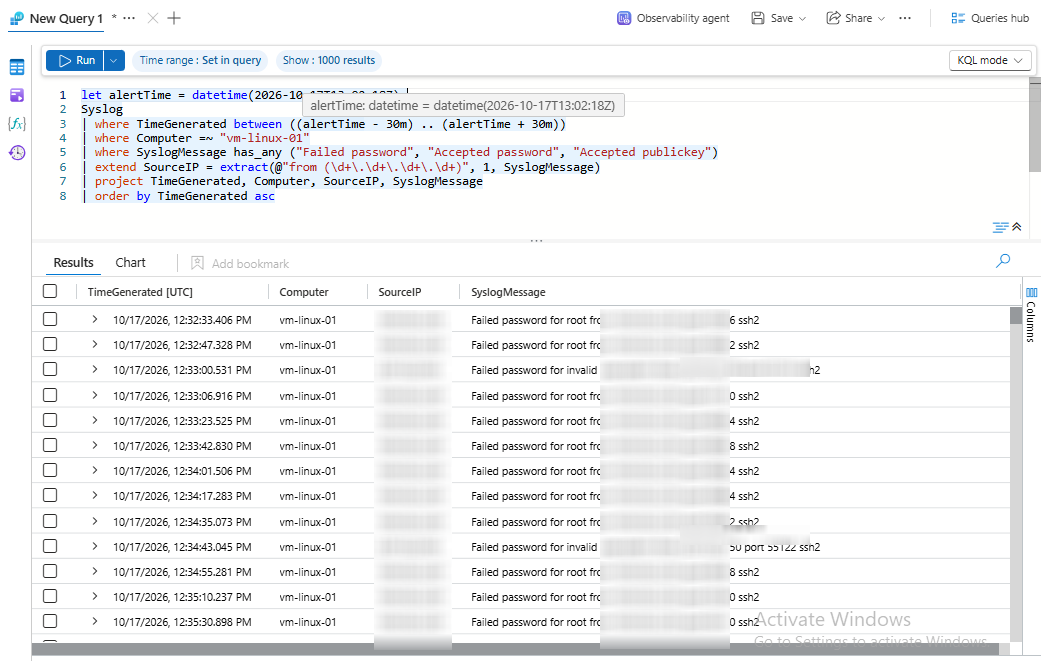 New Query 1 * ···
Observability agent Save Share ··· Queries hub
Run Time range : Set in query Show : 1000 results KQL mode
1 let alertTime = datetime(2026-10-17T13:02:18Z)
alertTime: datetime = datetime(2026-10-17T13:02:18Z)
2 Syslog
3 | where TimeGenerated between ((alertTime - 30m) .. (alertTime + 30m))
4 | where Computer =~ "vm-linux-01"
5 | where SyslogMessage has_any ("Failed password", "Accepted password", "Accepted publickey")
6 | extend SourceIP = extract(@"from (\d+\.\d+\.\d+\.\d+)", 1, SyslogMessage)
7 | project TimeGenerated, Computer, SourceIP, SyslogMessage
8 | order by TimeGenerated asc
Results Chart Add bookmark
TimeGenerated [UTC] Computer SourceIP SyslogMessage
Columns
10/17/2026, 12:32:33.406 PM vm-linux-01 Failed password for root 6 ssh2
10/17/2026, 12:32:47.328 PM vm-linux-01 Failed password for root 2 ssh2
10/17/2026, 12:33:00.531 PM vm-linux-01 Failed password for invalid
10/17/2026, 12:33:06.916 PM vm-linux-01 Failed password for root 0 ssh2
10/17/2026, 12:33:23.525 PM vm-linux-01 Failed password for root 4 ssh2
10/17/2026, 12:33:42.830 PM vm-linux-01 Failed password for root 8 ssh2
10/17/2026, 12:34:01.506 PM vm-linux-01 Failed password for root 4 ssh2
10/17/2026, 12:34:17.283 PM vm-linux-01 Failed password for root 4 ssh2
10/17/2026, 12:34:35.073 PM vm-linux-01 Failed password for root 2 ssh2
10/17/2026, 12:34:43.045 PM vm-linux-01 Failed password for invalid 50 port 55122 ssh2
10/17/2026, 12:34:55.281 PM vm-linux-01 Failed password for root 8 ssh2
10/17/2026, 12:35:10.237 PM vm-linux-01 Failed password for root 0 ssh2
10/17/2026, 12:35:30.898 PM vm-linux-01 Failed password for root 0 ssh2
Activate Windows
Go to Settings to activate Windows.